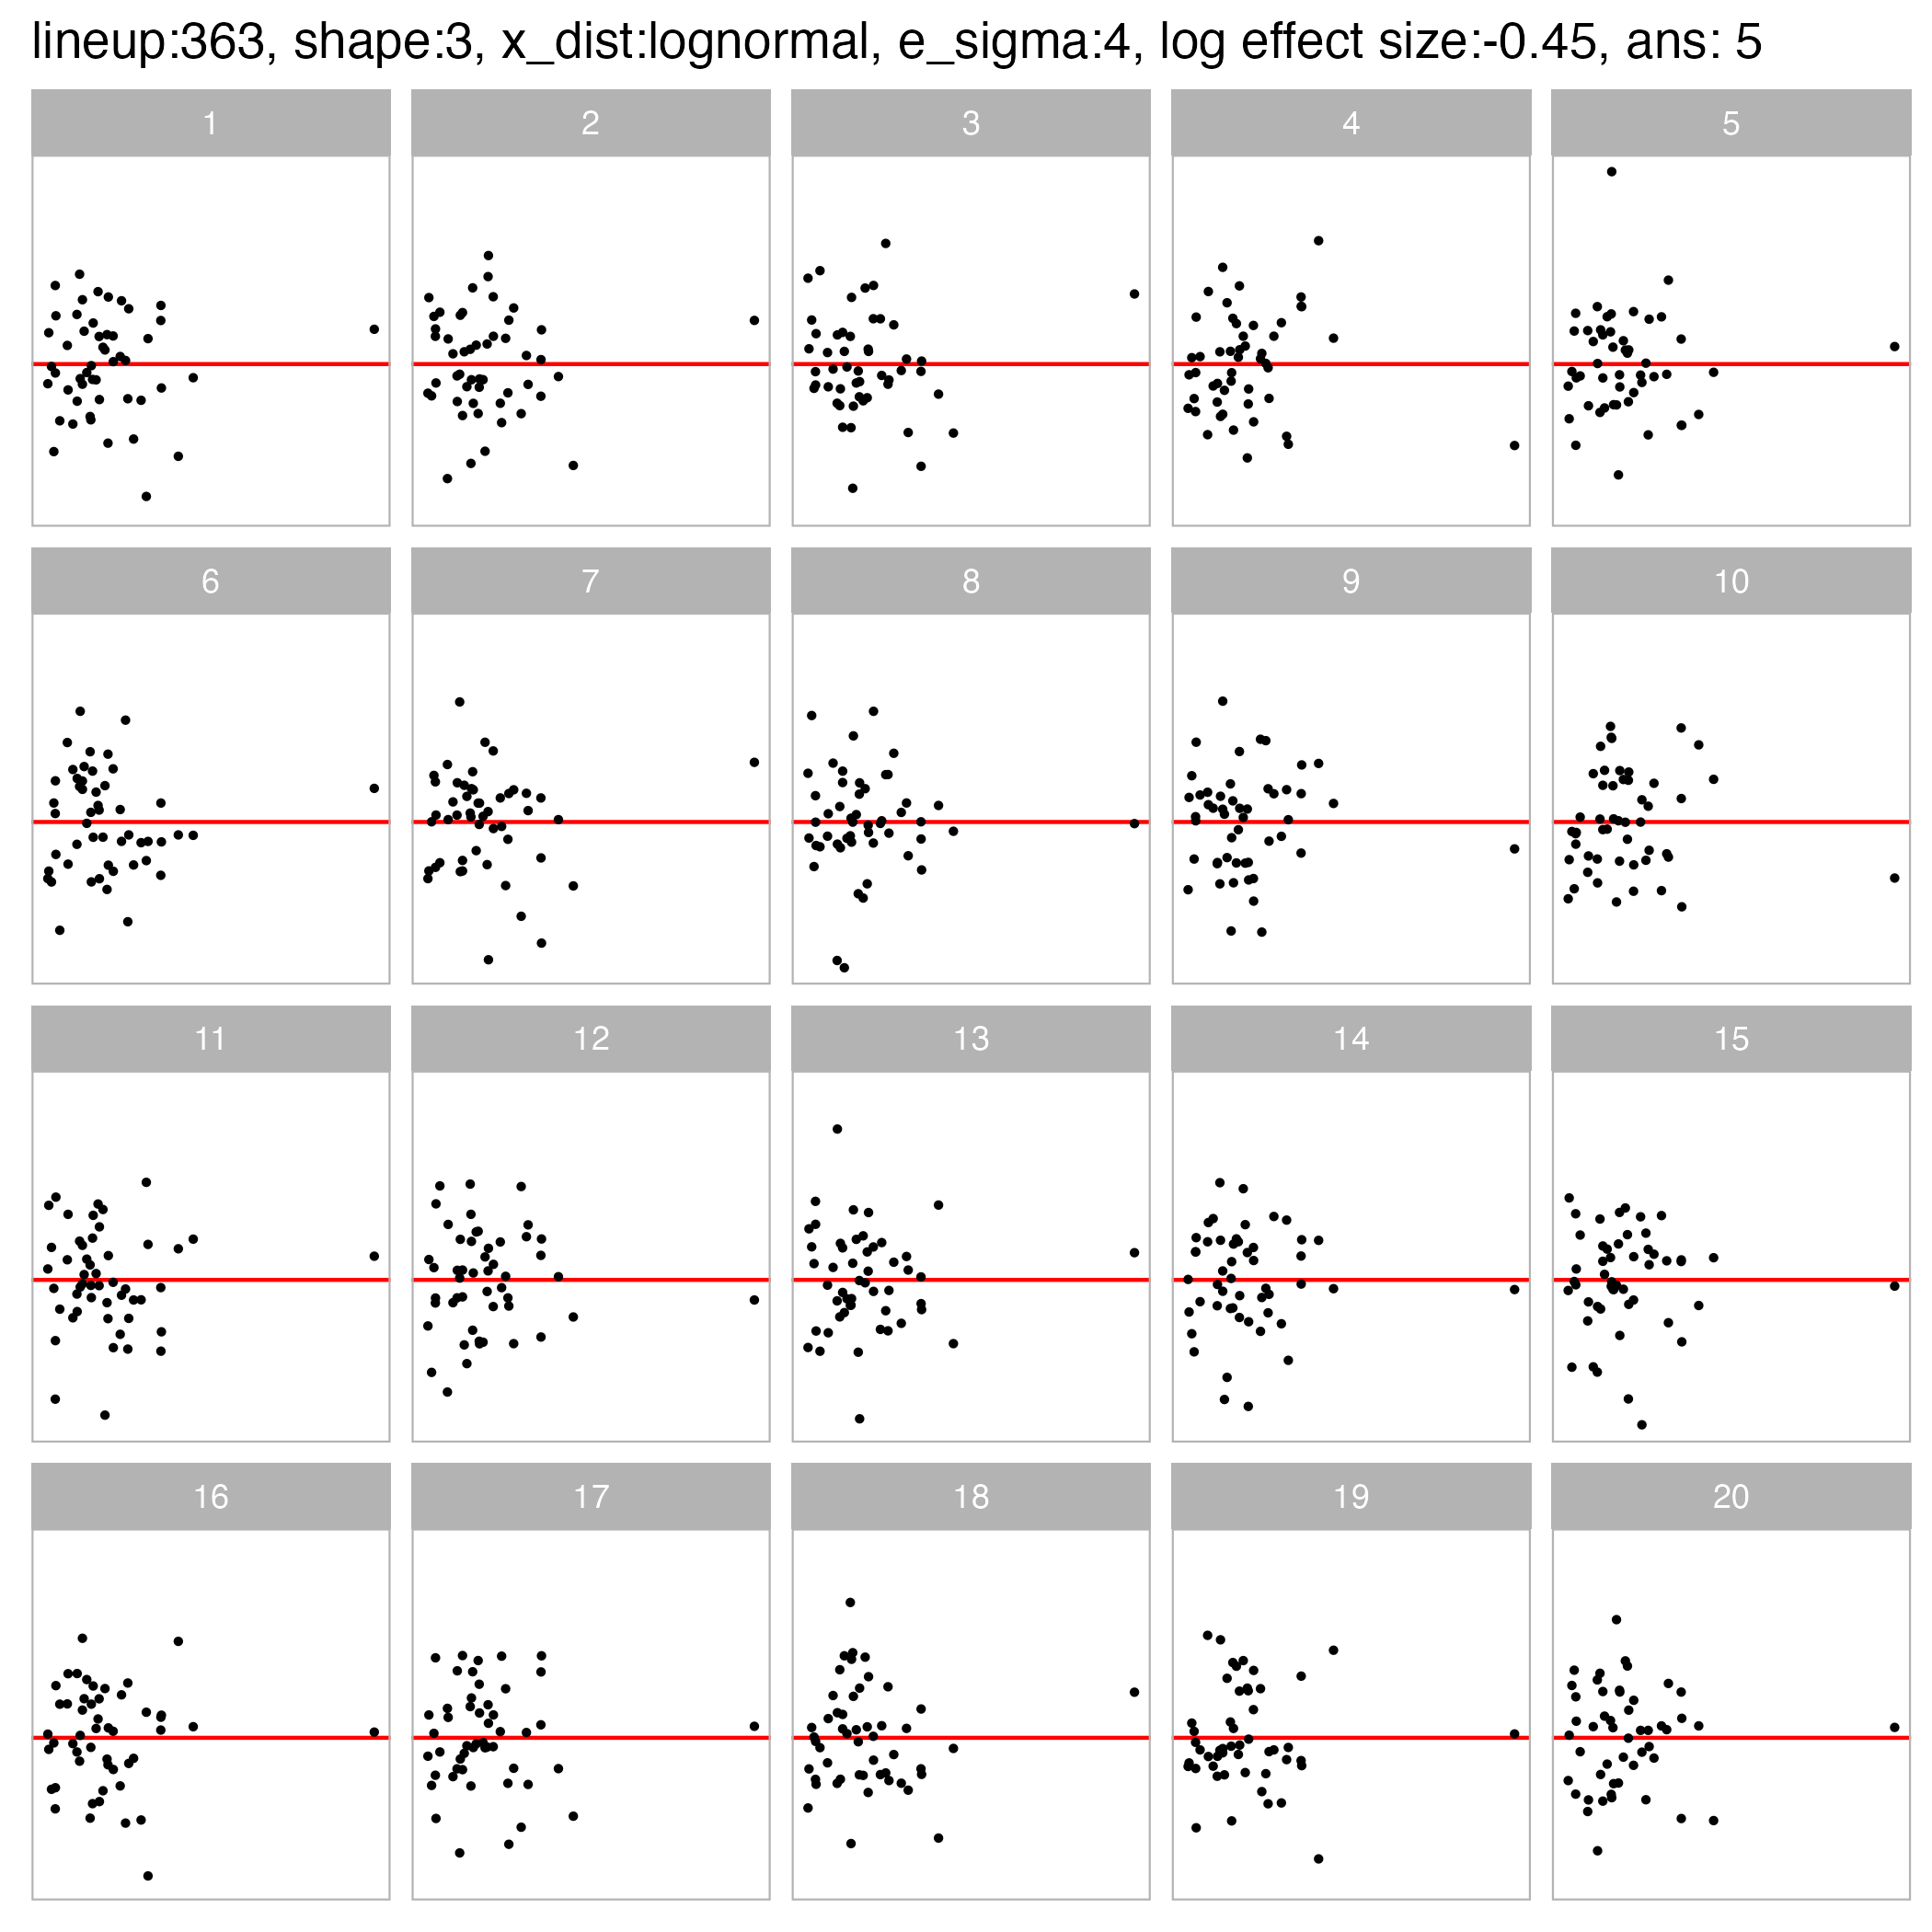 lineup:363, shape:3, x_dist:lognormal, e_sigma:4, log effect size:-0.45, ans: 5
1 2 3 4 5
6 7 8 9 10
11 12 13 14 15
16 17 18 19 20